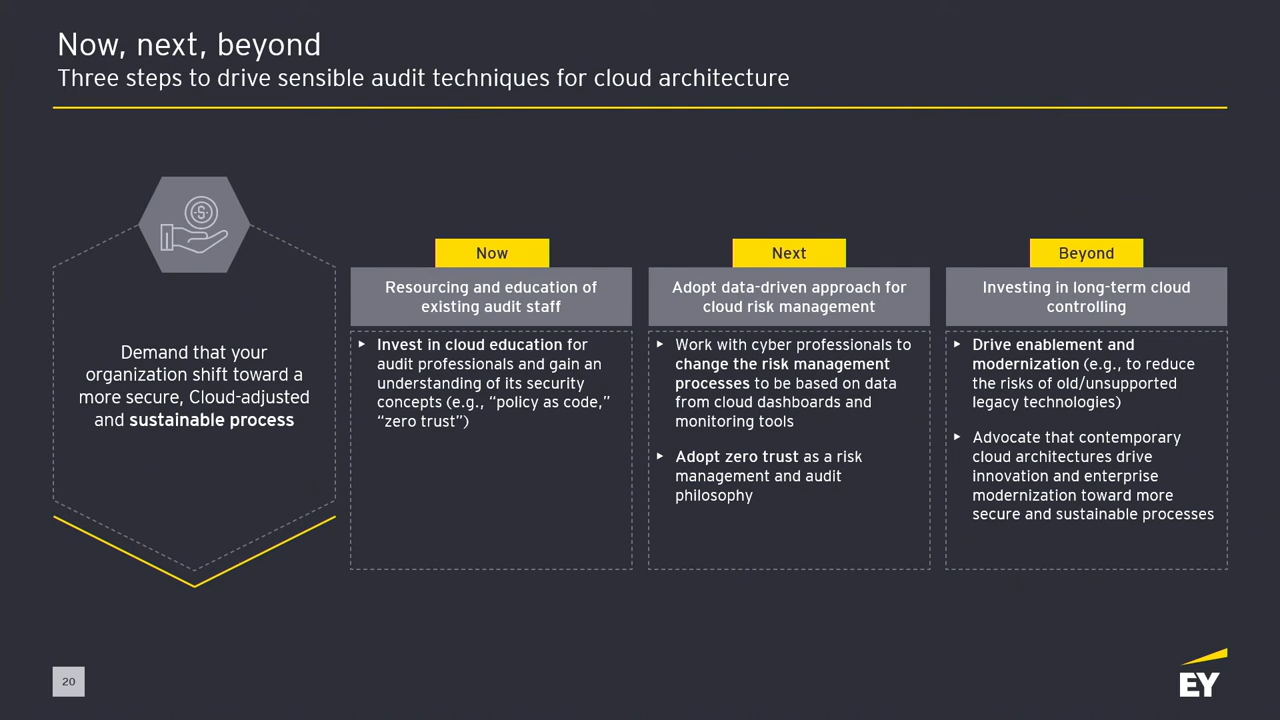 Now, next, beyond
Three steps to drive sensible audit techniques for cloud architecture
Demand that your
organization shift toward a
more secure, Cloud-adjusted
and sustainable process
Now
Resourcing and education of
existing audit staff
▸ Invest in cloud education for
audit professionals and gain an
understanding of its security
concepts (e.g., “policy as code,”
“zero trust”)
Next
Adopt data-driven approach for
cloud risk management
▸ Work with cyber professionals to
change the risk management
processes to be based on data
from cloud dashboards and
monitoring tools
▸ Adopt zero trust as a risk
management and audit
philosophy
Beyond
Investing in long-term cloud
controlling
▸ Drive enablement and
modernization (e.g., to reduce
the risks of old/unsupported
legacy technologies)
▸ Advocate that contemporary
cloud architectures drive
innovation and enterprise
modernization toward more
secure and sustainable processes
20
EY